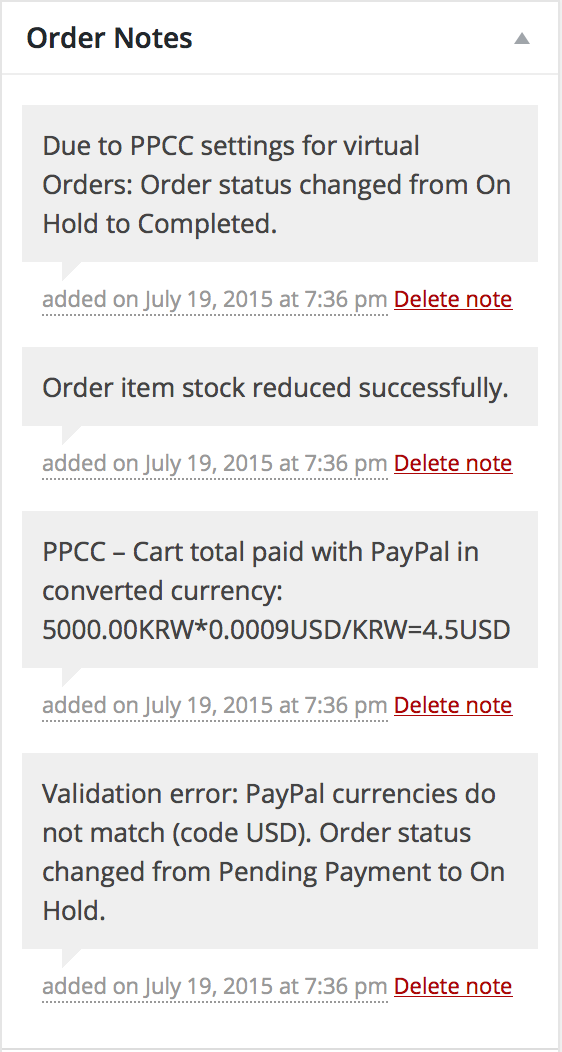 Order Notes
Due to PPCC settings for virtual
Orders: Order status changed from On
Hold to Completed.
added on July 19, 2015 at 7:36 pm Delete note
Order item stock reduced successfully.
added on July 19, 2015 at 7:36 pm Delete note
PPCC – Cart total paid with PayPal in
converted currency:
5000.00KRW*0.0009USD/KRW=4.5USD
added on July 19, 2015 at 7:36 pm Delete note
Validation error: PayPal currencies do
not match (code USD). Order status
changed from Pending Payment to On
Hold.
added on July 19, 2015 at 7:36 pm Delete note